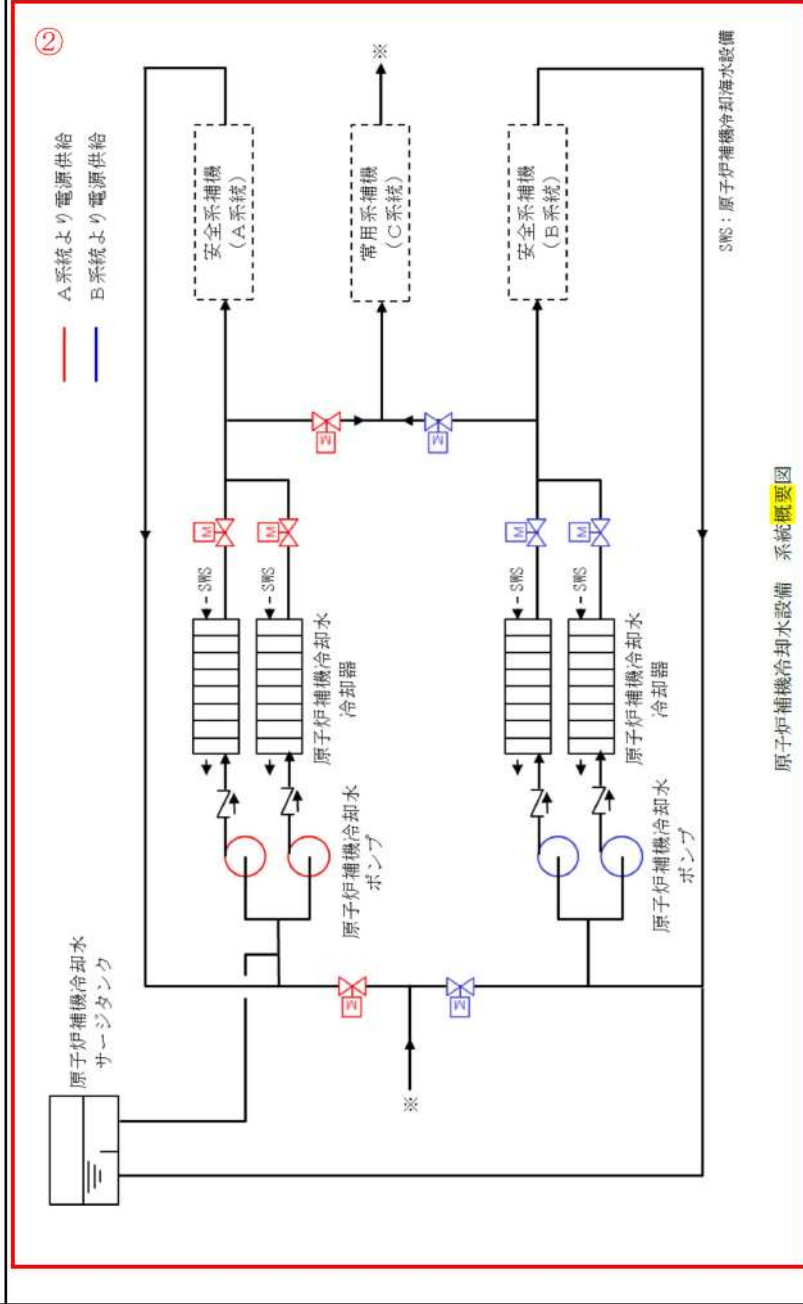 ②
A系統より電源供給
B系統より電源供給
原子炉補機冷却水
サージタンク
安全系補機
(A系統)
※
常用系補機
(C系統)
安全系補機
(B系統)
M
M
M
M
SWS
SWS
原子炉補機冷却水
冷却器
原子炉補機冷却水
ポンプ
M
M
SWS
SWS
原子炉補機冷却水
冷却器
原子炉補機冷却水
ポンプ
M
M
※
SWS:原子炉補機冷却海水設備
原子炉補機冷却水設備 系統概要図